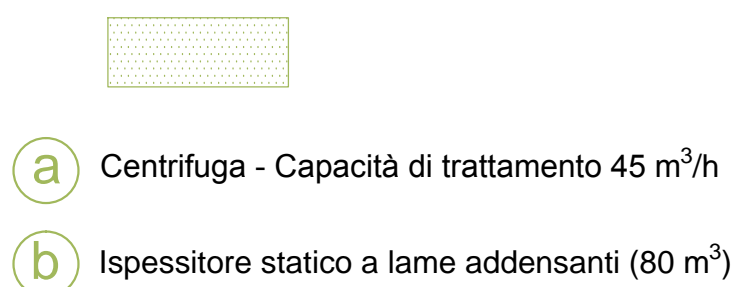 a Centrifuga - Capacità di trattamento 45 m³/h
b Ispessitore statico a lame addensanti (80 m³)